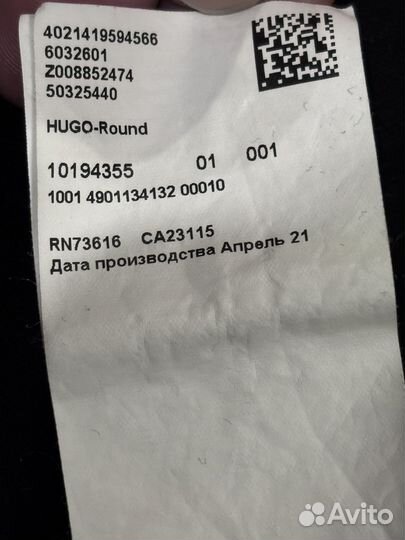 4021419594566
6032601
Z008852474
50325440
HUGO-Round
10194355 01 001
1001 4901134132 00010
RN73616 CA23115
Дата производства Апрель 21
Avito